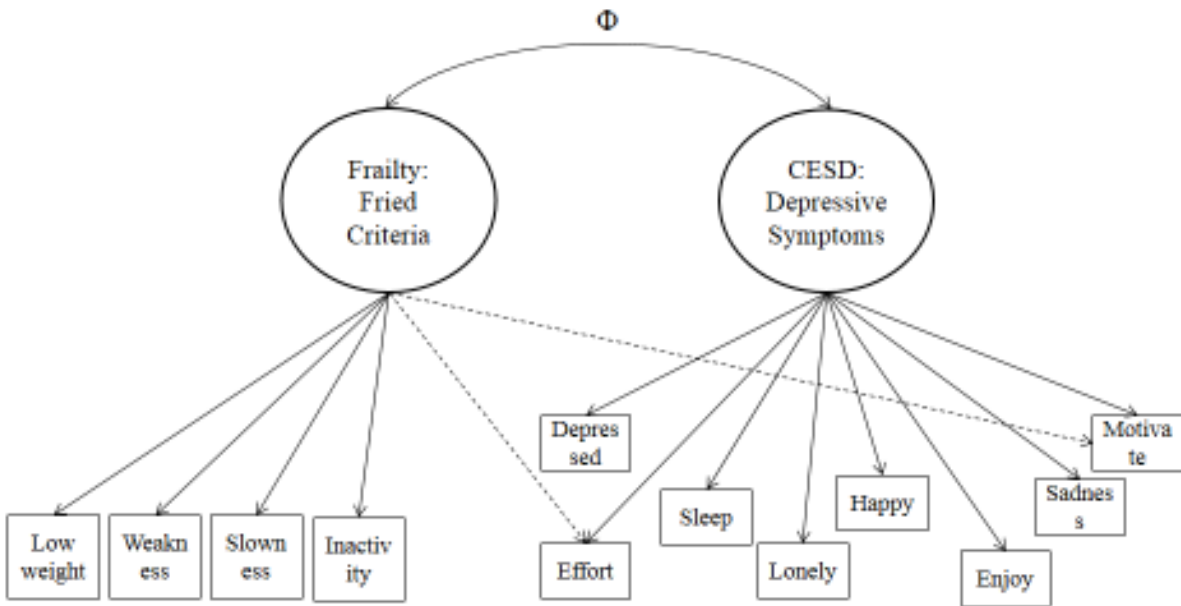 Φ
Frailty:
Fried
Criteria
CESD:
Depressive
Symptoms
Low
weight
Weakn
ess
Slown
ess
Inactiv
ity
Depres
sed
Effort
Sleep
Lonely
Happy
Enjoy
Sadnes
s
Motiva
te